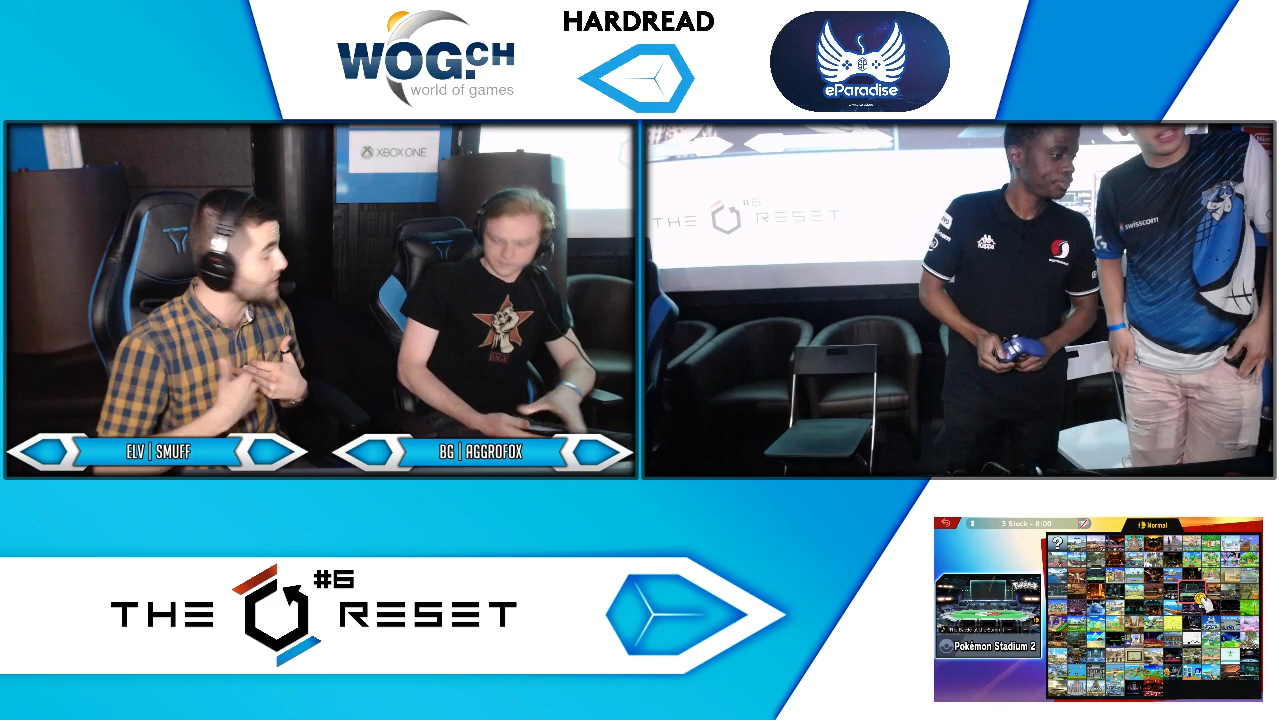 HARDREAD
WOG.CH
world of games
eParadise
XBOX ONE
#6
THE RESET
Kappa
swisscom
ELV | SMUFF
BG | AGGROFOX
#6
THE RESET
3 Stock - 8:00
Normal
?
Pokémon Stadium 2